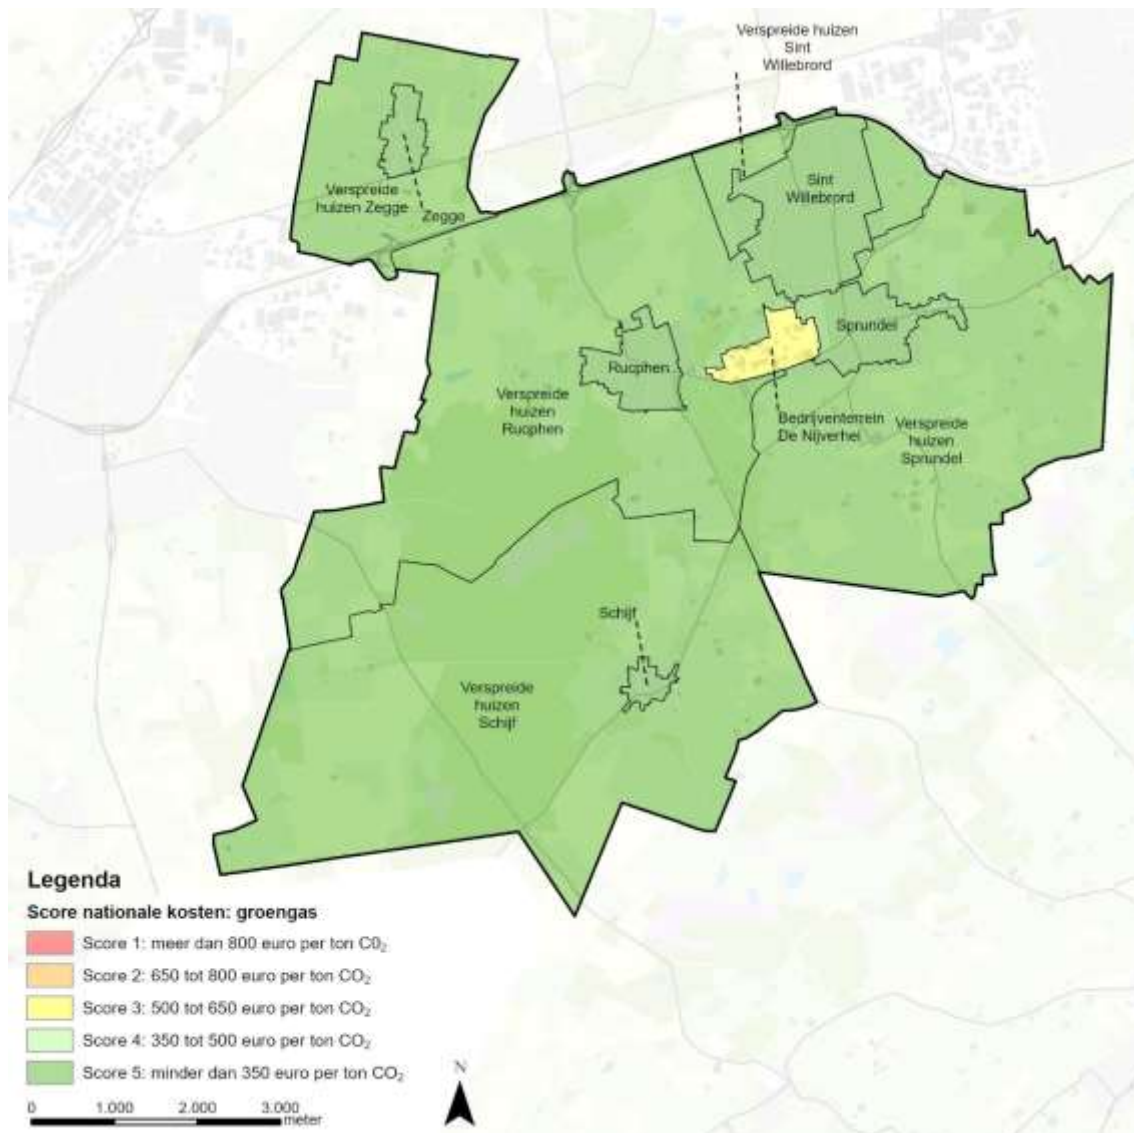 Verspreide huizen
Sint
Willebrord
Verspreide
huizen Zegge
Zegge
Sint
Willebrord
Sprundel
Rucphen
Verspreide
huizen
Rucphen
Bedrijventerrein
De Nijverhei
Verspreide
huizen
Sprundel
Schijf
Verspreide
huizen
Schijf
Legenda
Score nationale kosten: groengas
Score 1: meer dan 800 euro per ton C0₂
Score 2: 650 tot 800 euro per ton CO₂
Score 3: 500 tot 650 euro per ton CO₂
Score 4: 350 tot 500 euro per ton CO₂
Score 5: minder dan 350 euro per ton CO₂
N
0 1.000 2.000 3.000
meter